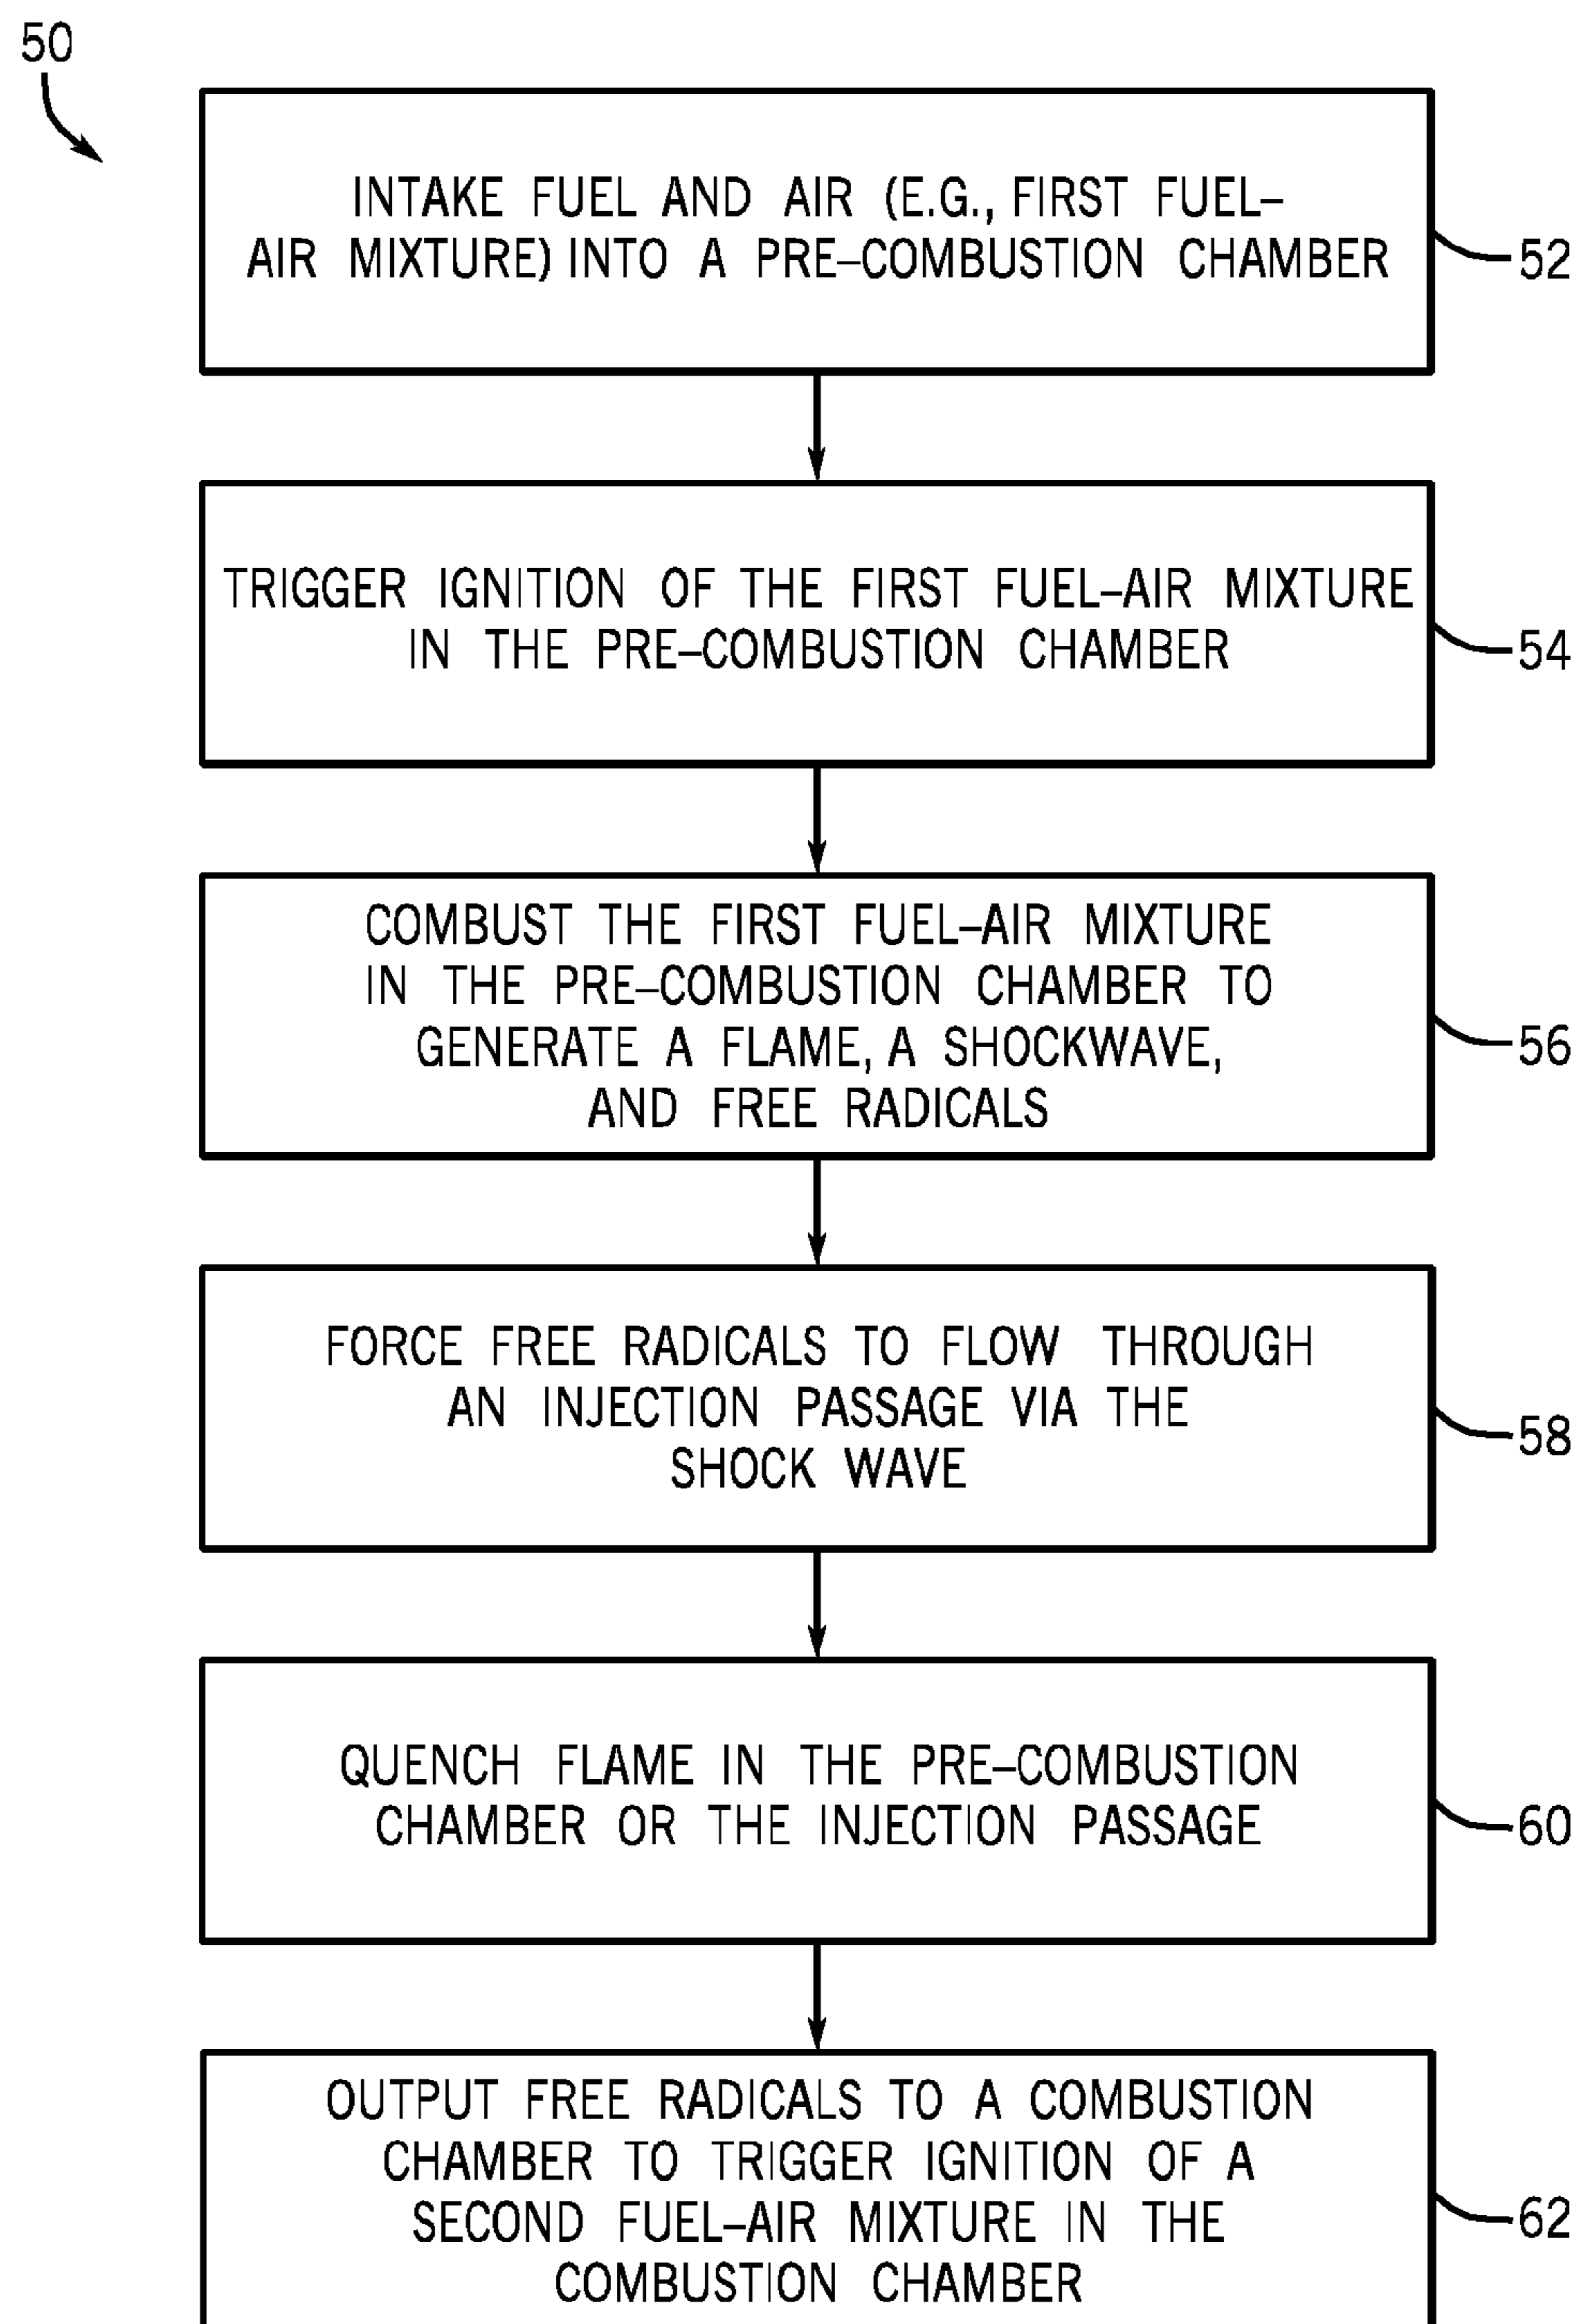 50
INTAKE FUEL AND AIR (E.G., FIRST FUEL–
AIR MIXTURE) INTO A PRE–COMBUSTION CHAMBER
52
TRIGGER IGNITION OF THE FIRST FUEL–AIR MIXTURE
IN THE PRE–COMBUSTION CHAMBER
54
COMBUST THE FIRST FUEL–AIR MIXTURE
IN THE PRE–COMBUSTION CHAMBER TO
GENERATE A FLAME, A SHOCKWAVE,
AND FREE RADICALS
56
FORCE FREE RADICALS TO FLOW THROUGH
AN INJECTION PASSAGE VIA THE
SHOCK WAVE
58
QUENCH FLAME IN THE PRE–COMBUSTION
CHAMBER OR THE INJECTION PASSAGE
60
OUTPUT FREE RADICALS TO A COMBUSTION
CHAMBER TO TRIGGER IGNITION OF A
SECOND FUEL–AIR MIXTURE IN THE
COMBUSTION CHAMBER
62